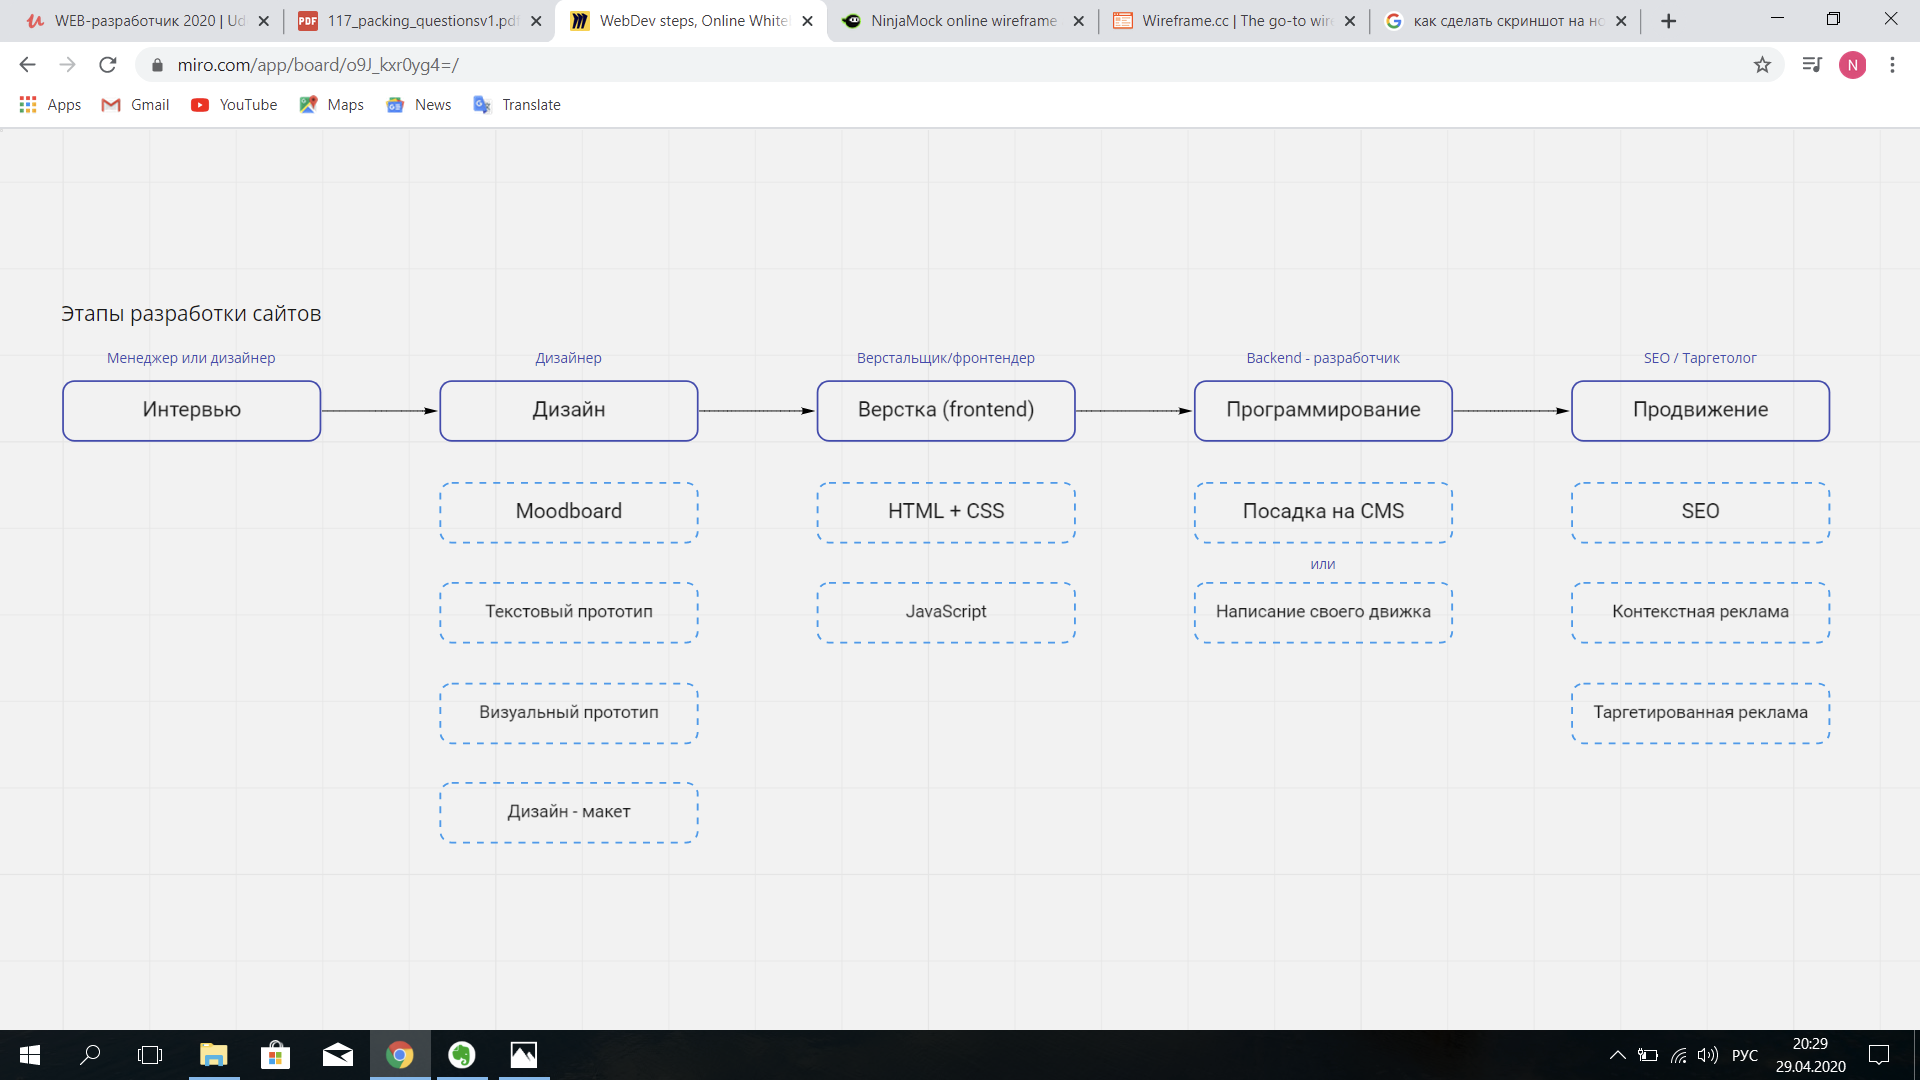 WEB-разработчик 2020 | Ud
117_packing_questionsv1.pdf
WebDev steps, Online White
NinjaMock online wireframe
Wireframe.cc | The go-to wire
как сделать скриншот на но
miro.com/app/board/o9J_kxr0yg4=/
N
Apps
Gmail
YouTube
Maps
News
Translate
Этапы разработки сайтов
Менеджер или дизайнер
Дизайнер
Верстальщик/фронтендер
Backend - разработчик
SEO / Таргетолог
Интервью
Дизайн
Верстка (frontend)
Программирование
Продвижение
Moodboard
HTML + CSS
Посадка на CMS
SEO
или
Текстовый прототип
JavaScript
Написание своего движка
Контекстная реклама
Визуальный прототип
Таргетированная реклама
Дизайн - макет
РУС
20:29
29.04.2020